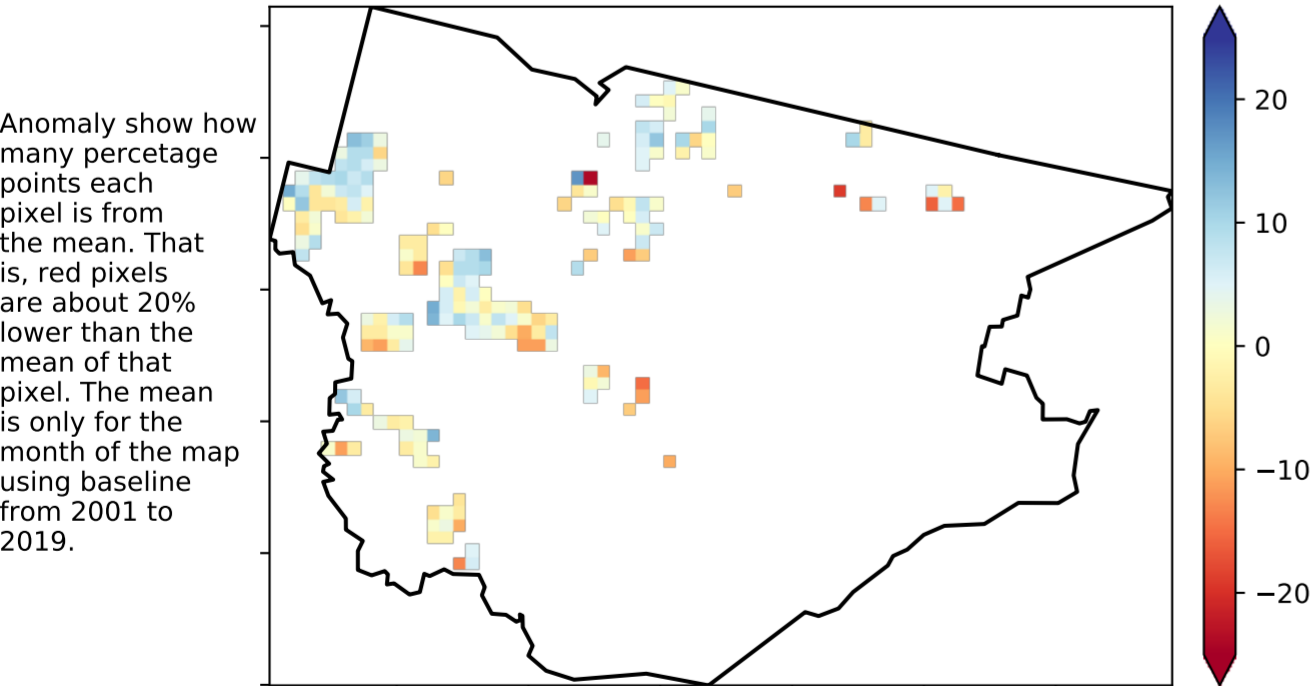 Anomaly show how
many percetage
points each
pixel is from
the mean. That
is, red pixels
are about 20%
lower than the
mean of that
pixel. The mean
is only for the
month of the map
using baseline
from 2001 to
2019.
20
10
0
−10
−20